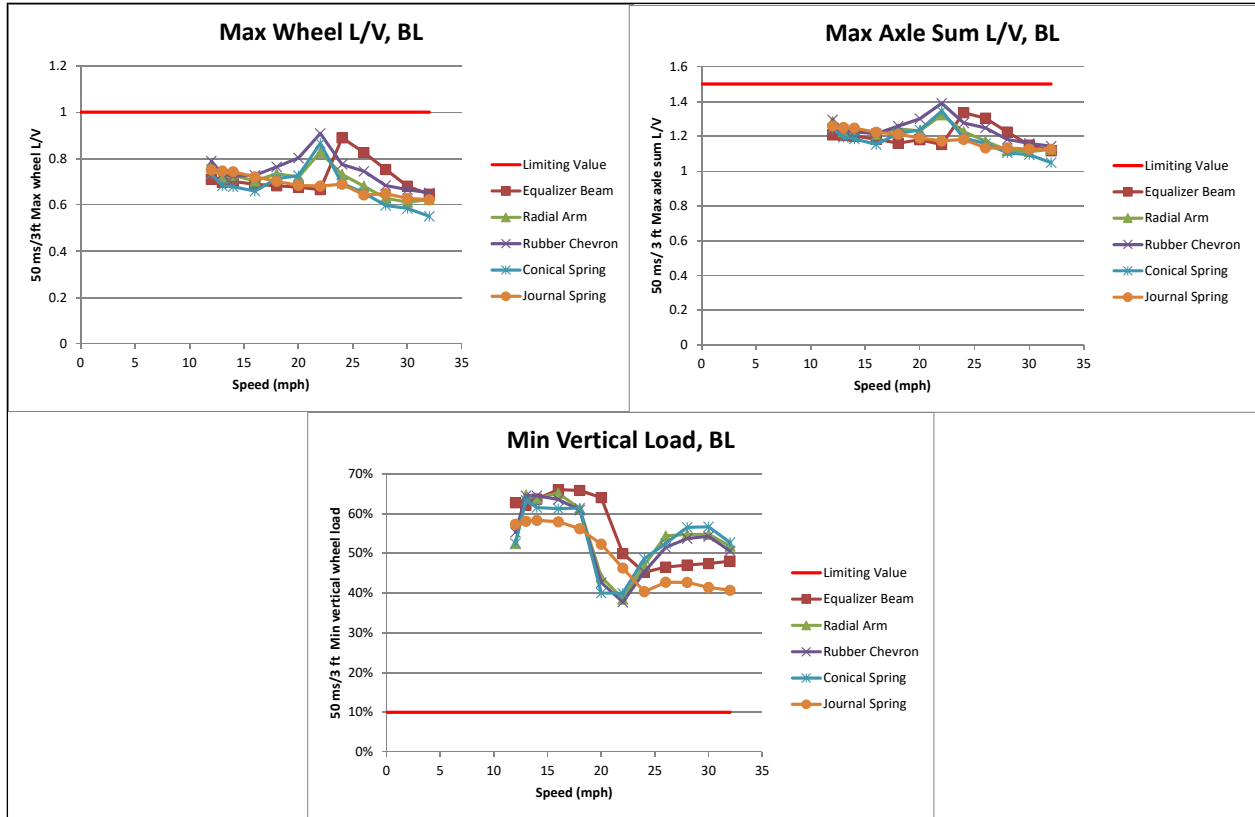 Max Wheel L/V, BL
50 ms/3ft Max wheel L/V
1.2
1
0.8
0.6
0.4
0.2
0
0 5 10 15 20 25 30 35
Speed (mph)
Limiting Value
Equalizer Beam
Radial Arm
Rubber Chevron
Conical Spring
Journal Spring
Max Axle Sum L/V, BL
50 ms/ 3 ft Max axle sum L/V
1.6
1.4
1.2
1
0.8
0.6
0.4
0.2
0
0 5 10 15 20 25 30 35
Speed (mph)
Limiting Value
Equalizer Beam
Radial Arm
Rubber Chevron
Conical Spring
Journal Spring
Min Vertical Load, BL
50 ms/3 ft Min vertical wheel load
70%
60%
50%
40%
30%
20%
10%
0%
0 5 10 15 20 25 30 35
Speed (mph)
Limiting Value
Equalizer Beam
Radial Arm
Rubber Chevron
Conical Spring
Journal Spring